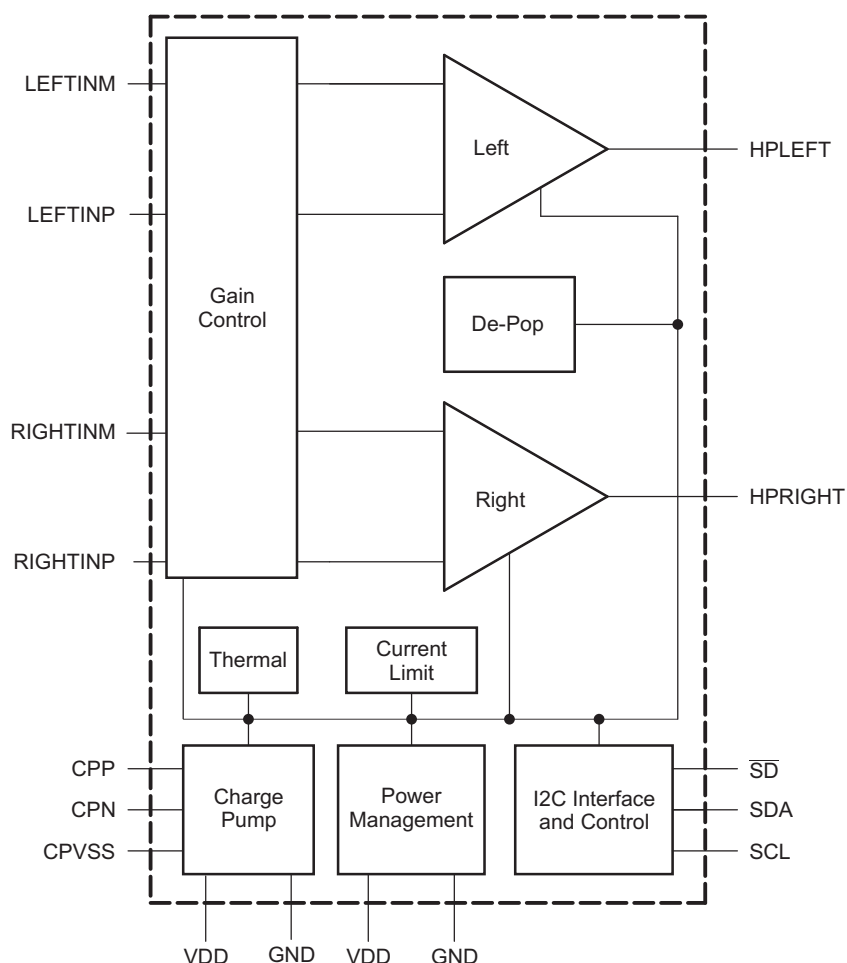 LEFTINM
Left
HPLEFT
LEFTINP
Gain
Control
De-Pop
RIGHTINM
Right
HPRIGHT
RIGHTINP
Thermal
Current
Limit
CPP
CPN
CPVSS
Charge
Pump
Power
Management
I2C Interface
and Control
SD
SDA
SCL
VDD
GND
VDD
GND